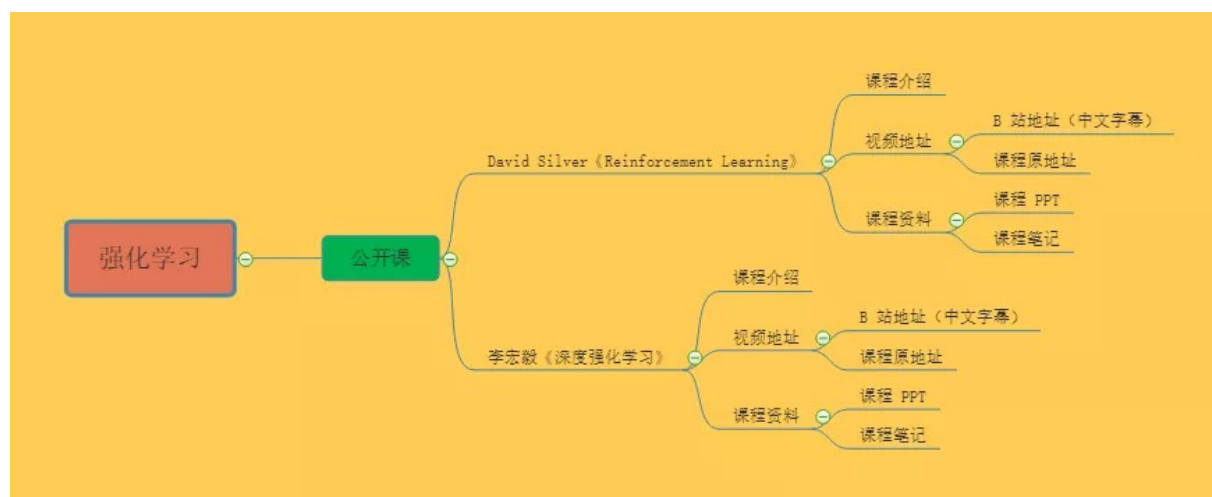 强化学习
公开课
David Silver《Reinforcement Learning》
课程介绍
视频地址
B 站地址（中文字幕）
课程原地址
课程资料
课程 PPT
课程笔记
李宏毅《深度强化学习》
课程介绍
视频地址
B 站地址（中文字幕）
课程原地址
课程资料
课程 PPT
课程笔记